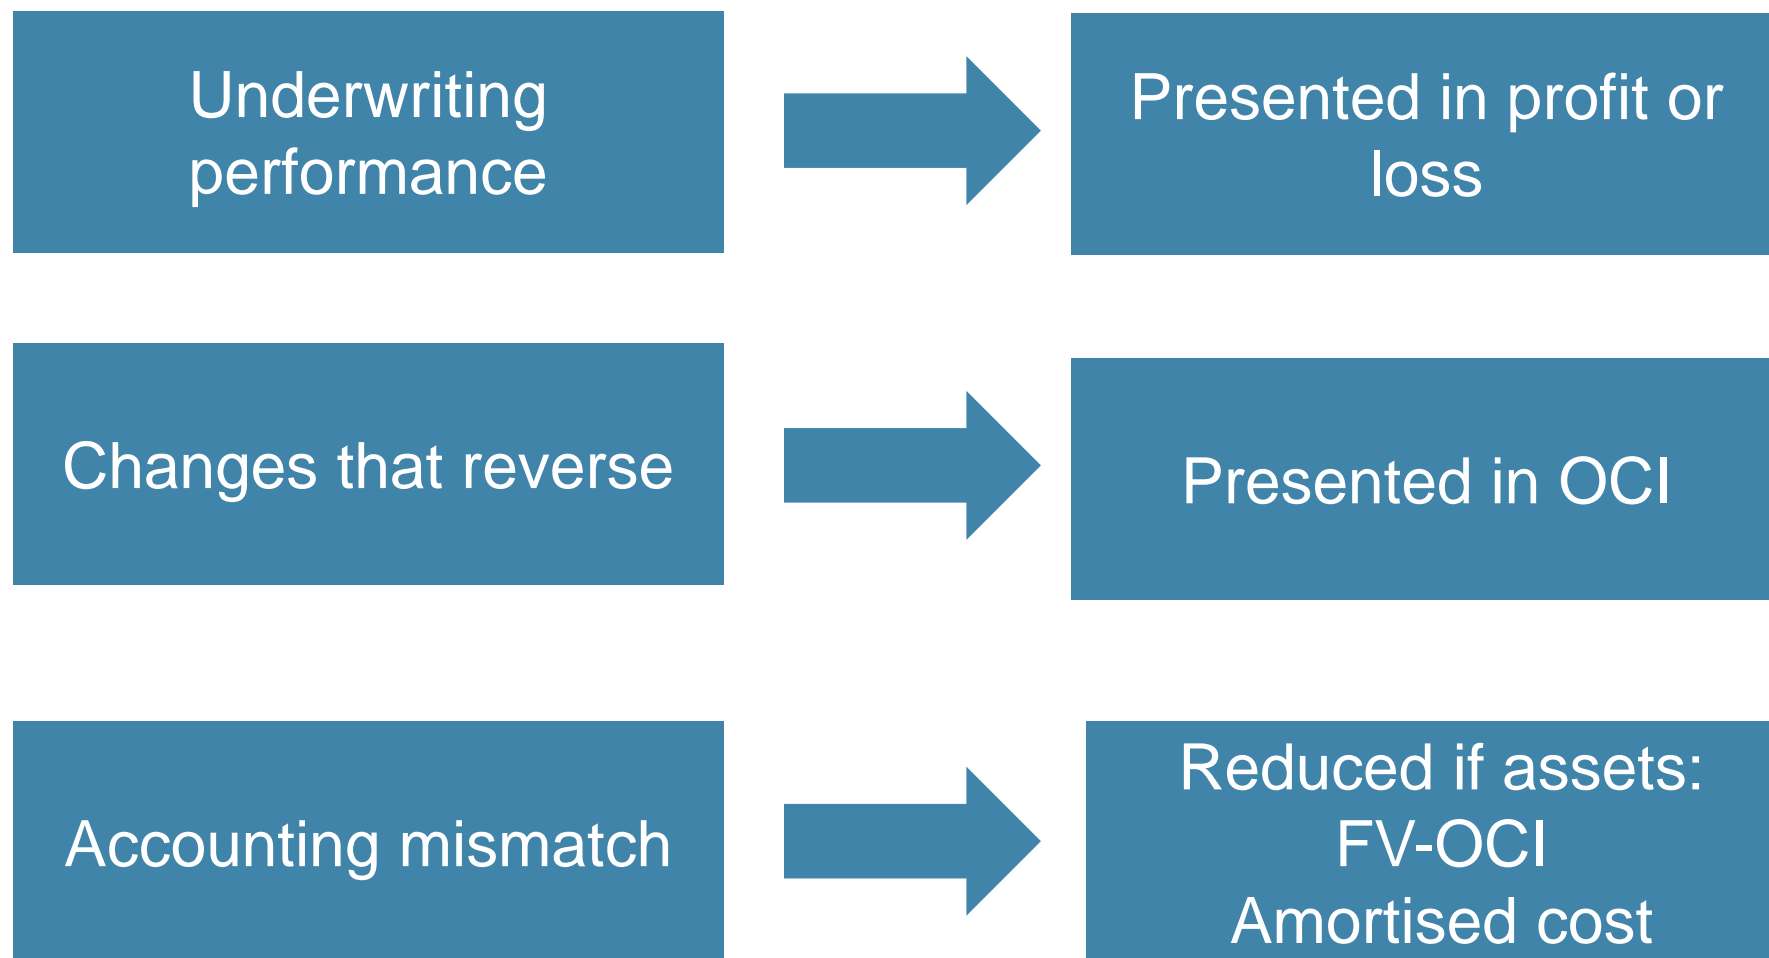 Underwriting
performance
Presented in profit or
loss
Changes that reverse
Presented in OCI
Accounting mismatch
Reduced if assets:
FV-OCI
Amortised cost